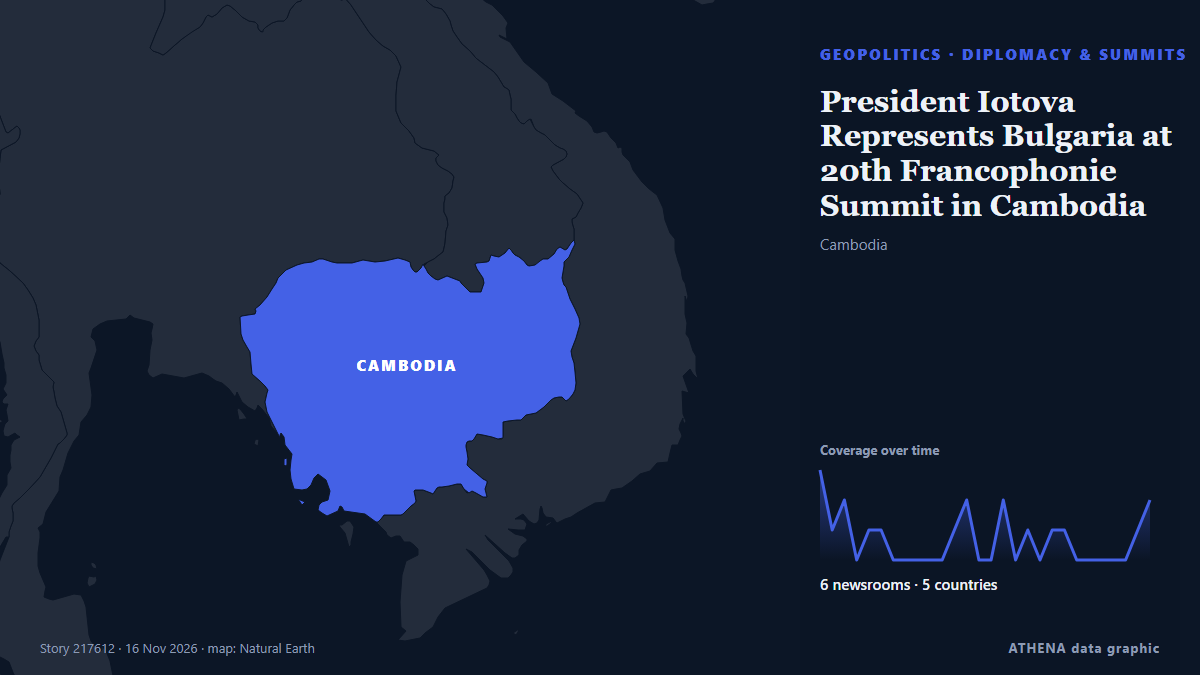 GEOPOLITICS · DIPLOMACY & SUMMITS
President Iotova
Represents Bulgaria at
20th Francophonie
Summit in Cambodia
Cambodia
CAMBODIA
Coverage over time
6 newsrooms · 5 countries
Story 217612 · 16 Nov 2026 · map: Natural Earth
ATHENA data graphic